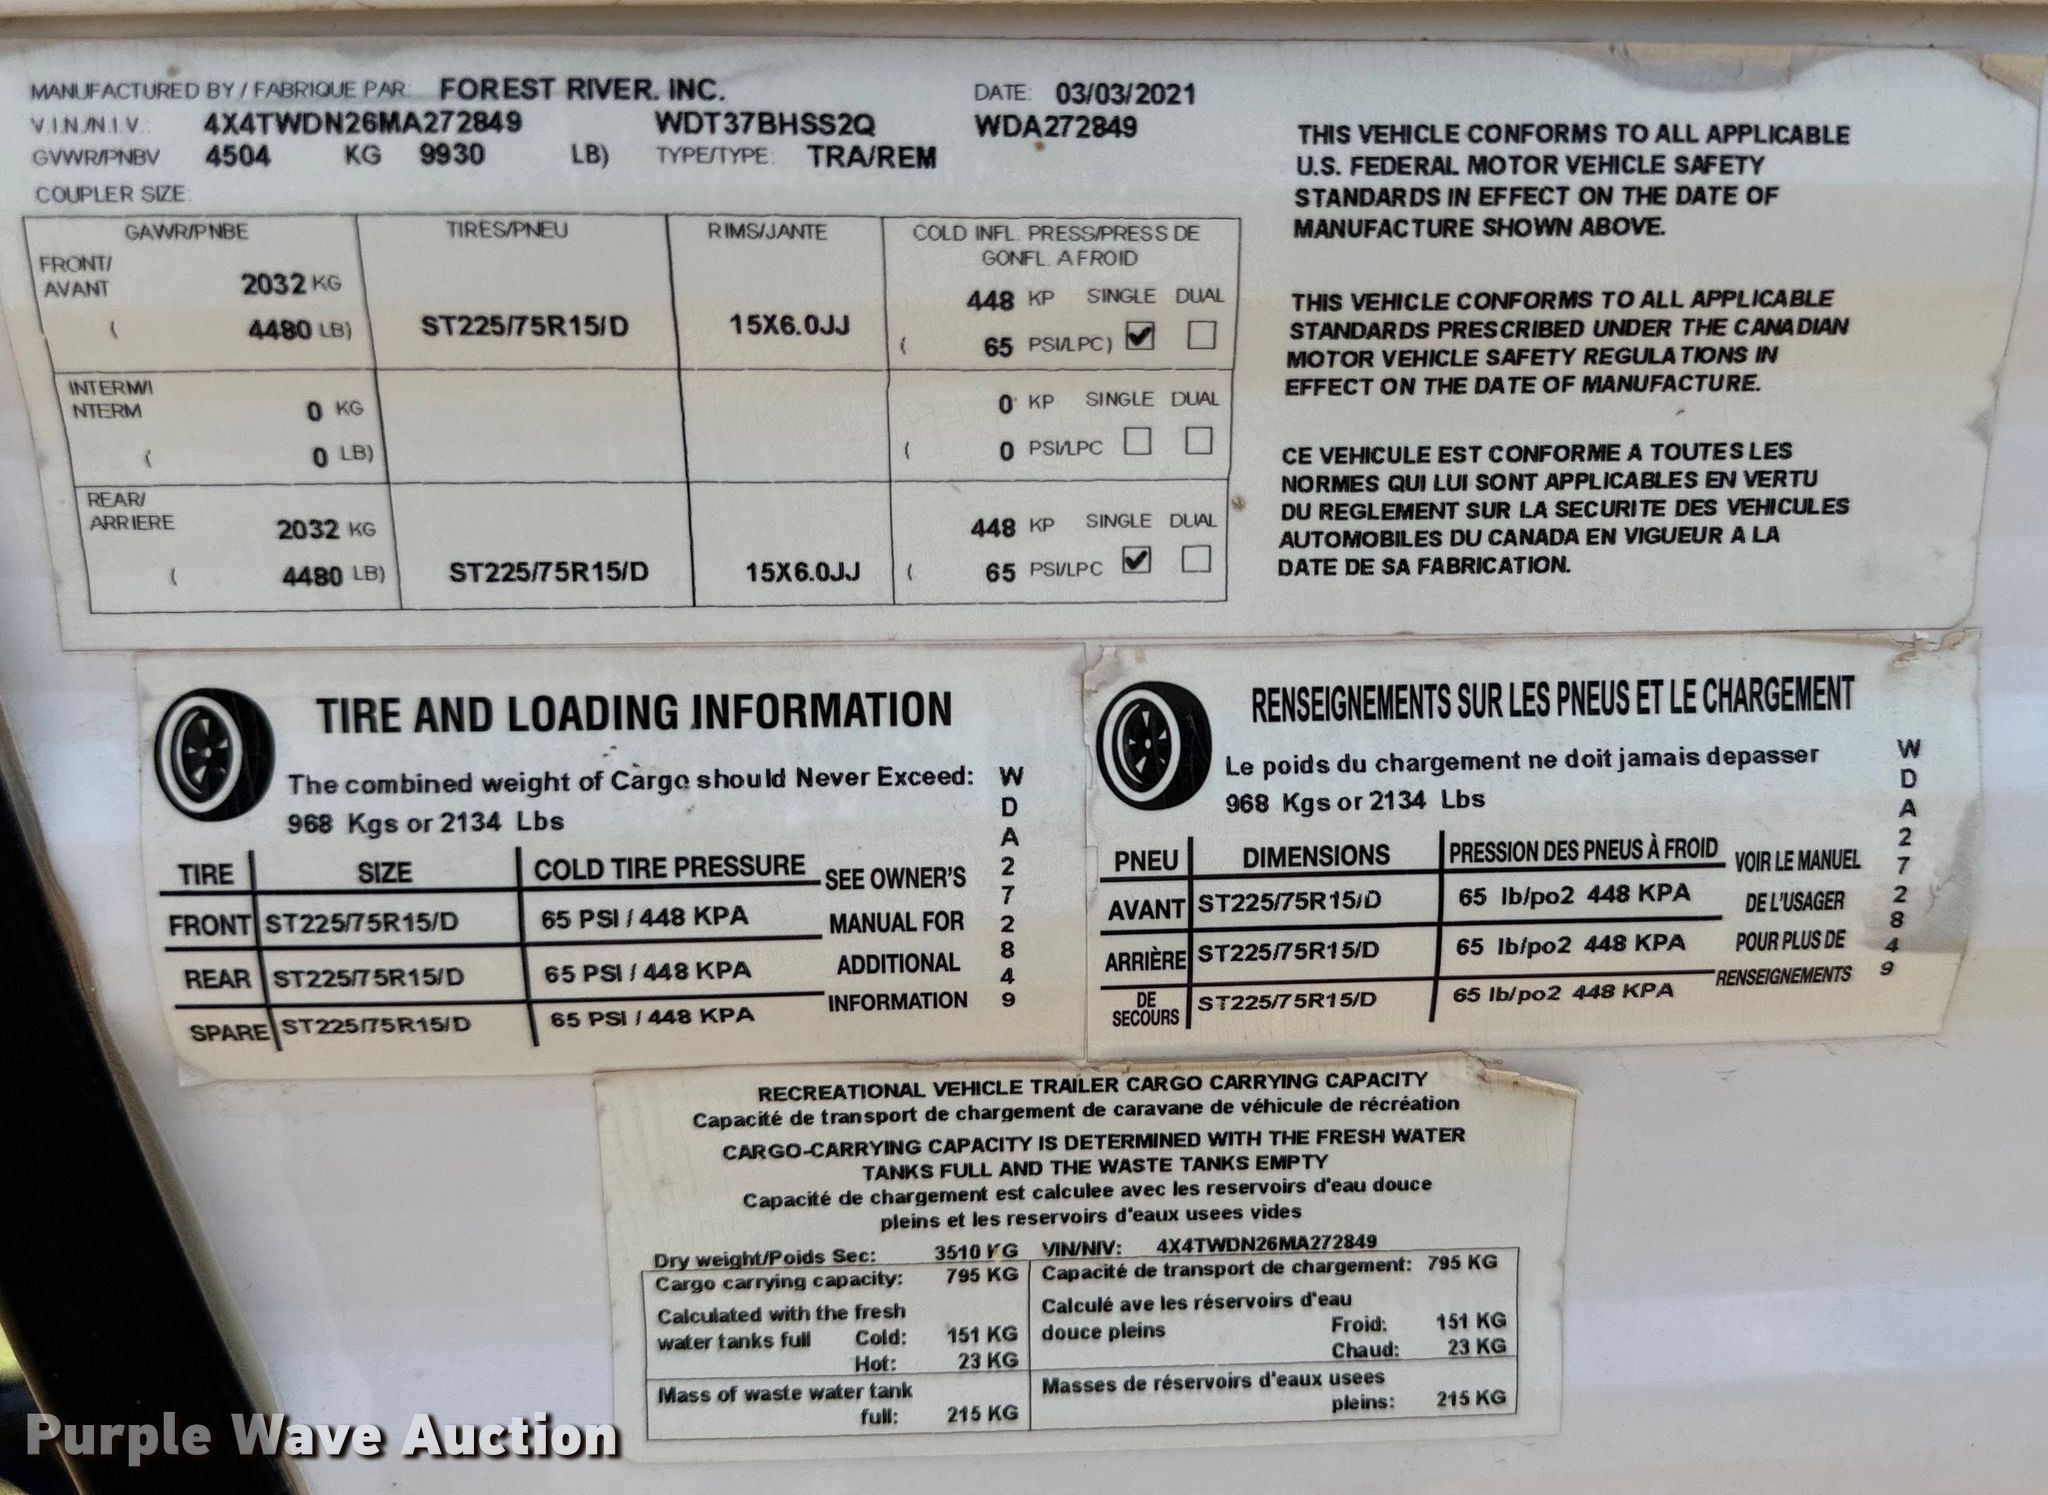 MANUFACTURED BY / FABRIQUE PAR: FOREST RIVER. INC. DATE: 03/03/2021
V.I.N./N.I.V.: 4X4TWDN26MA272849 WDT37BHSS2Q WDA272849
GVWR/PNBV 4504 KG 9930 LB) TYPE/TYPE: TRA/REM
COUPLER SIZE:
GAWR/PNBE TIRES/PNEU RIMS/JANTE COLD INFL. PRESS/PRESS DE
GONFL. A FROID
FRONT/
AVANT 2032 KG 448 KP SINGLE DUAL
( 4480 LB) ST225/75R15/D 15X6.0JJ ( 65 PSI/LPC)
INTERM/I
NTERM 0 KG 0 KP SINGLE DUAL
( 0 LB) ( 0 PSI/LPC
REAR/
ARRIERE 2032 KG 448 KP SINGLE DUAL
( 4480 LB) ST225/75R15/D 15X6.0JJ ( 65 PSI/LPC
THIS VEHICLE CONFORMS TO ALL APPLICABLE
U.S. FEDERAL MOTOR VEHICLE SAFETY
STANDARDS IN EFFECT ON THE DATE OF
MANUFACTURE SHOWN ABOVE.
THIS VEHICLE CONFORMS TO ALL APPLICABLE
STANDARDS PRESCRIBED UNDER THE CANADIAN
MOTOR VEHICLE SAFETY REGULATIONS IN
EFFECT ON THE DATE OF MANUFACTURE.
CE VEHICULE EST CONFORME A TOUTES LES
NORMES QUI LUI SONT APPLICABLES EN VERTU
DU REGLEMENT SUR LA SECURITE DES VEHICULES
AUTOMOBILES DU CANADA EN VIGUEUR A LA
DATE DE SA FABRICATION.
TIRE AND LOADING INFORMATION
The combined weight of Cargo should Never Exceed:
968 Kgs or 2134 Lbs
TIRE SIZE COLD TIRE PRESSURE
FRONT ST225/75R15/D 65 PSI / 448 KPA
REAR ST225/75R15/D 65 PSI / 448 KPA
SPARE ST225/75R15/D 65 PSI / 448 KPA
SEE OWNER'S
MANUAL FOR
ADDITIONAL
INFORMATION
WDA272849
RENSEIGNEMENTS SUR LES PNEUS ET LE CHARGEMENT
Le poids du chargement ne doit jamais depasser
968 Kgs or 2134 Lbs
PNEU DIMENSIONS PRESSION DES PNEUS À FROID
AVANT ST225/75R15/D 65 lb/po2 448 KPA
ARRIÈRE ST225/75R15/D 65 lb/po2 448 KPA
DE
SECOURS ST225/75R15/D 65 lb/po2 448 KPA
VOIR LE MANUEL
DE L'USAGER
POUR PLUS DE
RENSEIGNEMENTS
WDA272849
RECREATIONAL VEHICLE TRAILER CARGO CARRYING CAPACITY
Capacité de transport de chargement de caravane de véhicule de récréation
CARGO-CARRYING CAPACITY IS DETERMINED WITH THE FRESH WATER
TANKS FULL AND THE WASTE TANKS EMPTY
Capacité de chargement est calculee avec les reservoirs d'eau douce
pleins et les reservoirs d'eaux usees vides
Dry weight/Poids Sec: 3510 KG VIN/NIV: 4X4TWDN26MA272849
Cargo carrying capacity: 795 KG
Calculated with the fresh
water tanks full Cold: 151 KG
Hot: 23 KG
Mass of waste water tank
full: 215 KG
Capacité de transport de chargement: 795 KG
Calculé ave les réservoirs d'eau
douce pleins Froid: 151 KG
Chaud: 23 KG
Masses de réservoirs d'eaux usees
pleins: 215 KG
Purple Wave Auction